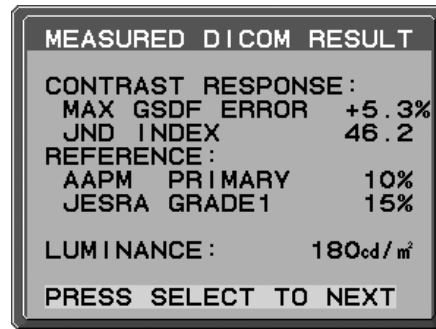 MEASURED DICOM RESULT
CONTRAST RESPONSE:
MAX GSDF ERROR +5.3%
JND INDEX 46.2
REFERENCE:
AAPM PRIMARY 10%
JESRA GRADE1 15%
LUMINANCE: 180cd/㎡
PRESS SELECT TO NEXT